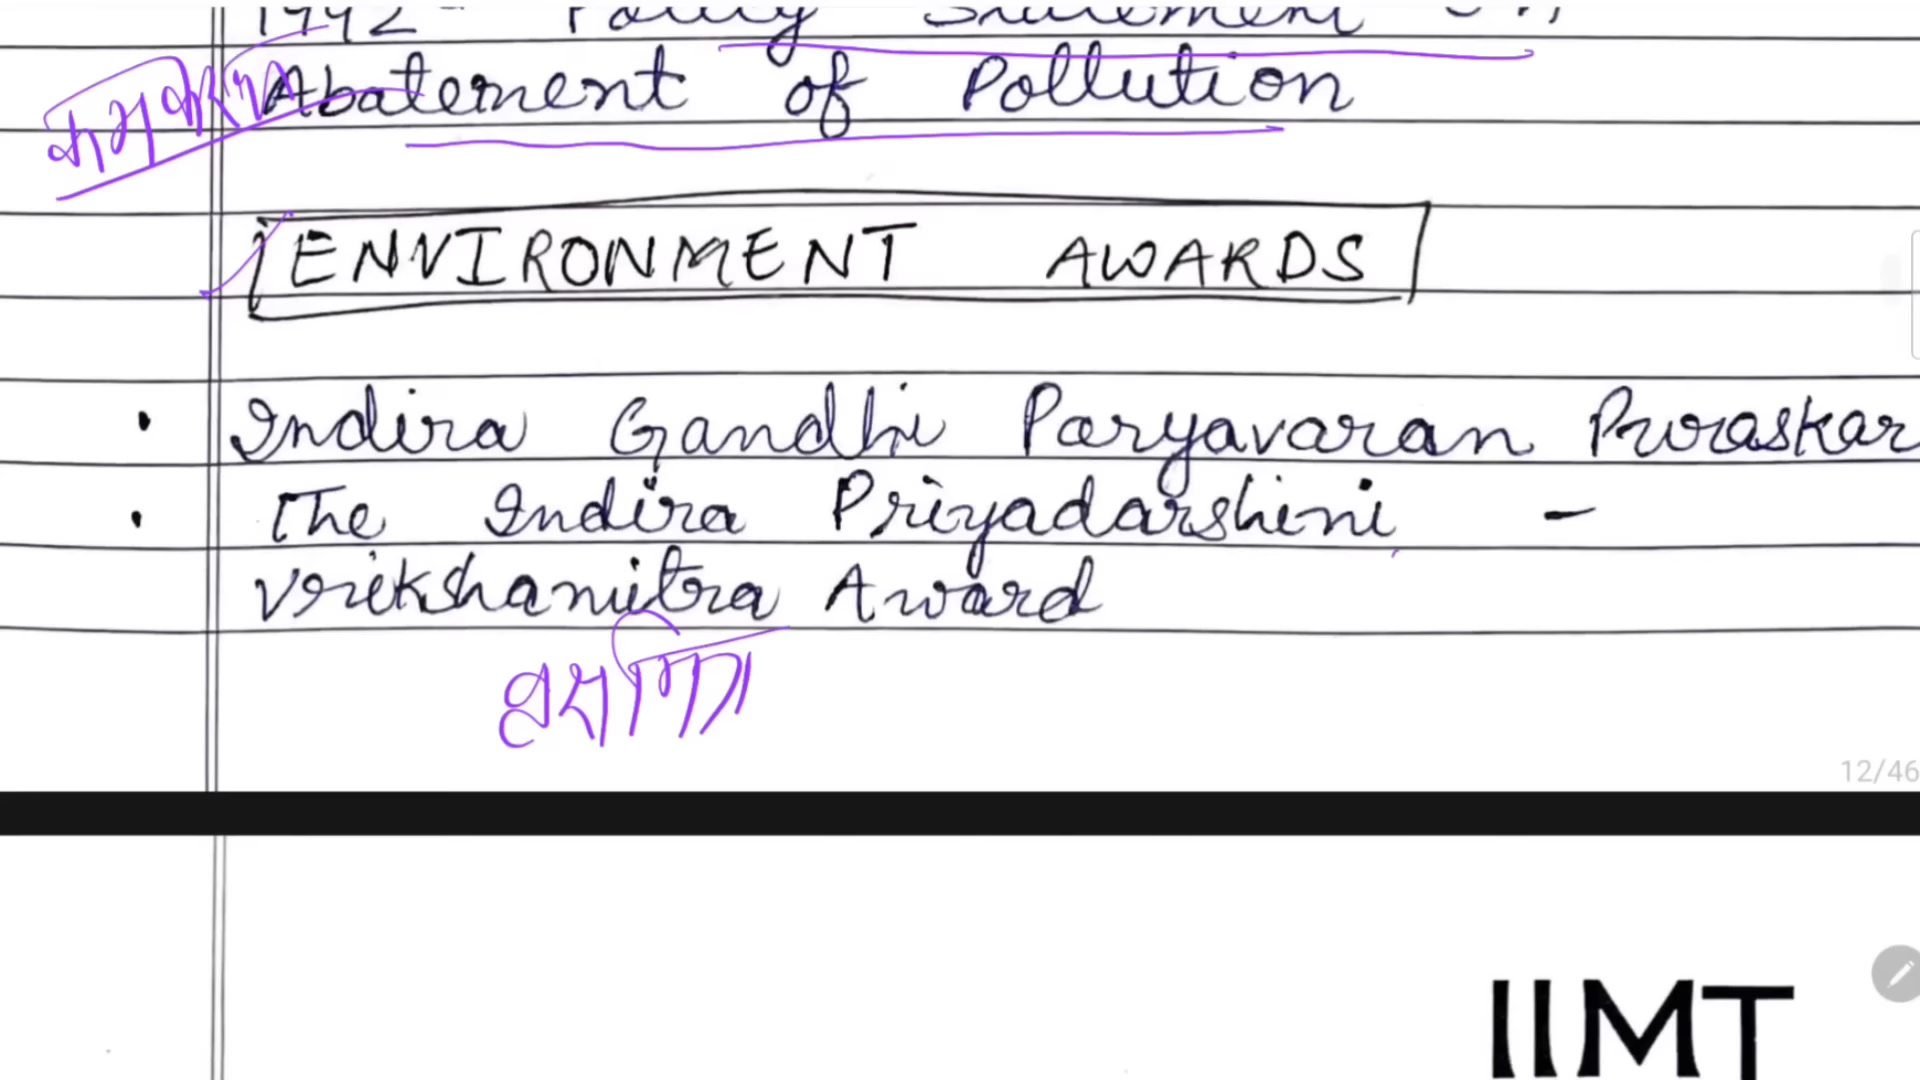 1992 - Policy Statement on
Abatement of Pollution
ENVIRONMENT AWARDS
• Indira Gandhi Paryavaran Puraskar
• The Indira Priyadarshini -
Vrikshamitra Award
12/46
IIMT